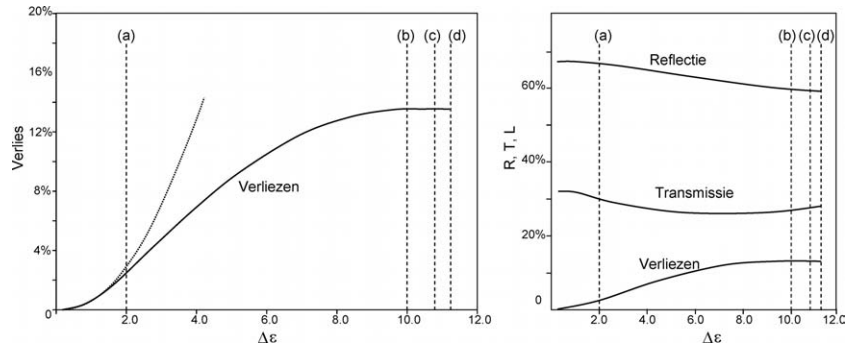 20%
18%
14%
12%
8%
4%
0
Verlies
(a)
(b)
(c)
(d)
Verliezen
2.0
4.0
6.0
8.0
10.0
12.0
Δε
R, T, L
60%
40%
20%
0
(a)
(b)
(c)
(d)
Reflectie
Transmissie
Verliezen
2.0
4.0
6.0
8.0
10.0
12.0
Δε